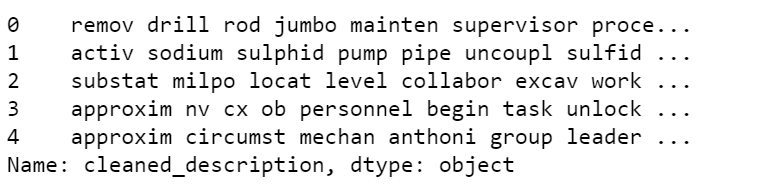 0    remov drill rod jumbo mainten supervisor proce...
1    activ sodium sulphid pump pipe uncoupl sulfid ...
2    substat milpo locat level collabor excav work ...
3    approxim nv cx ob personnel begin task unlock ...
4    approxim circumst mechan anthoni group leader ...
Name: cleaned_description, dtype: object